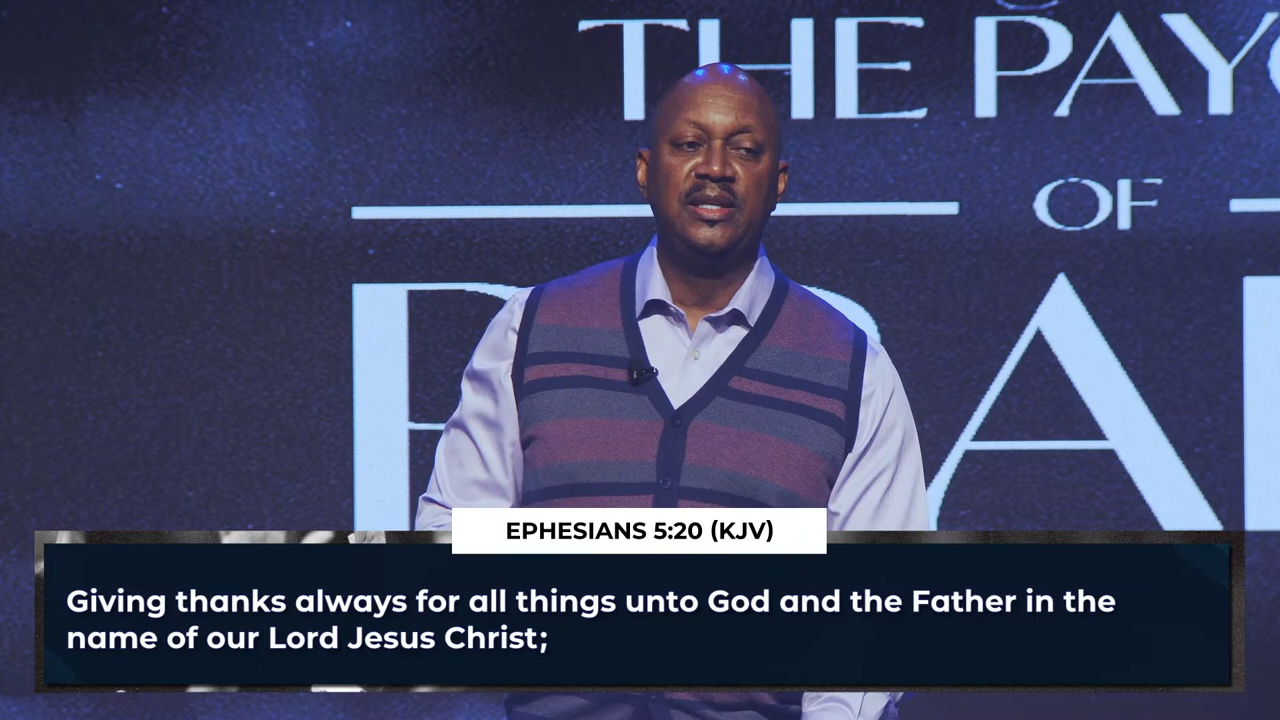 THE PAY
OF
EPHESIANS 5:20 (KJV)
Giving thanks always for all things unto God and the Father in the
name of our Lord Jesus Christ;